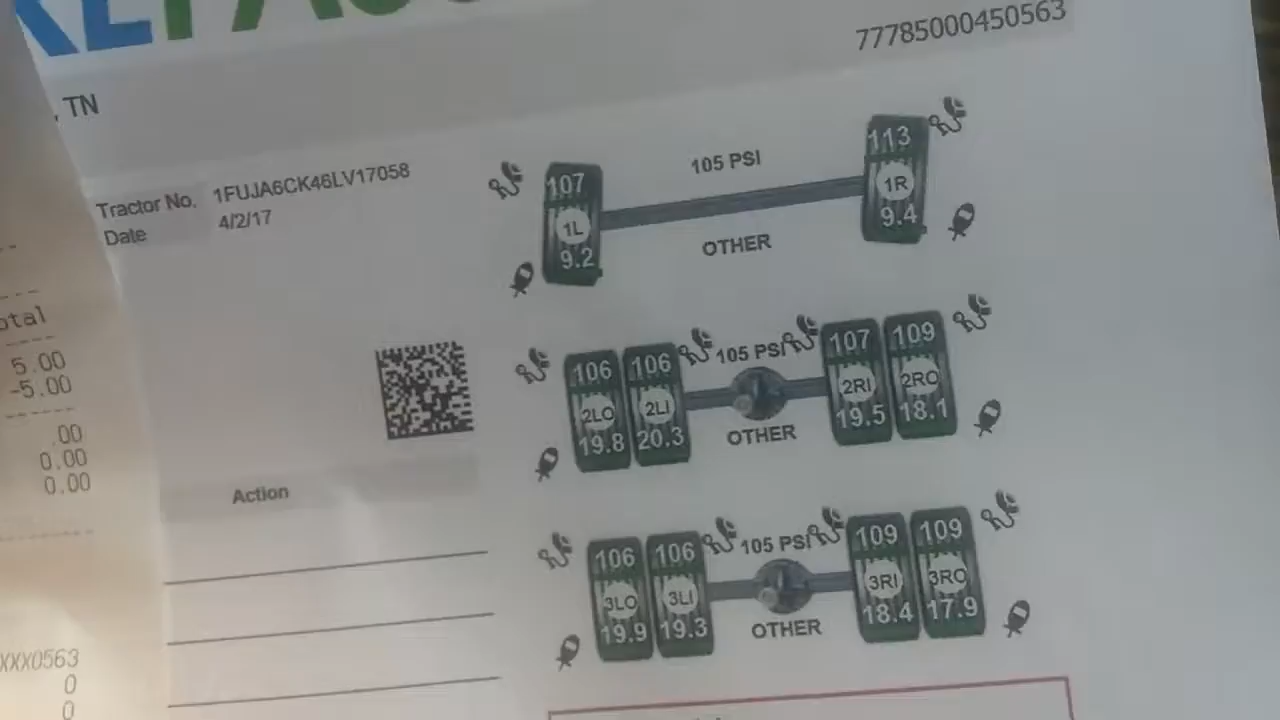 77785000450563
, TN
Tractor No. 1FUJA6CK46LV17058
Date 4/2/17
107 105 PSI 113
1L 1R
9.2 OTHER 9.4
106 106 105 PSI 107 109
2LO 2LI 2RI 2RO
19.8 20.3 OTHER 19.5 18.1
Action
106 106 105 PSI 109 109
3LO 3LI 3RI 3RO
19.9 19.3 OTHER 18.4 17.9
otal
5.00
-5.00
.00
0.00
0.00
XXX0563
0
0